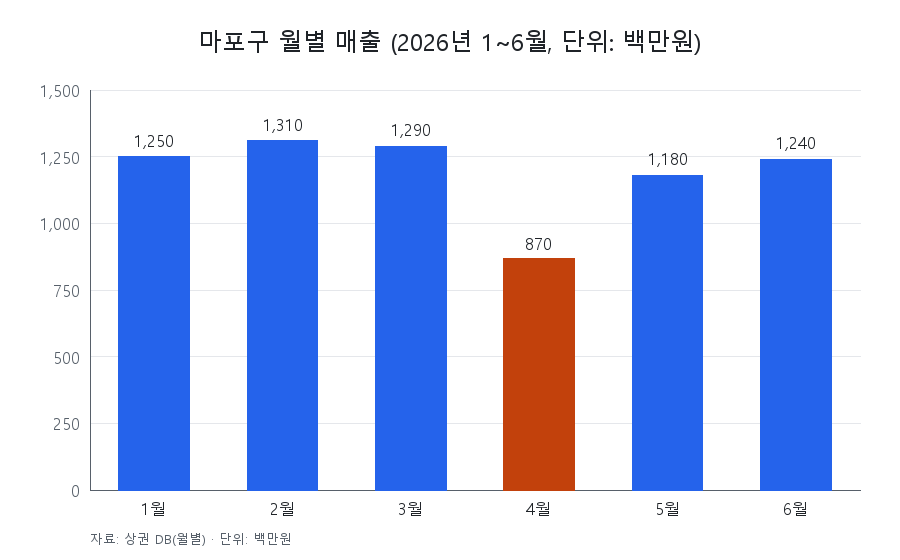 마포구 월별 매출 (2026년 1~6월, 단위: 백만원)
1,500
1,250
1,000
750
500
250
0
1,250
1,310
1,290
870
1,180
1,240
1월
2월
3월
4월
5월
6월
자료: 상권 DB(월별) · 단위: 백만원